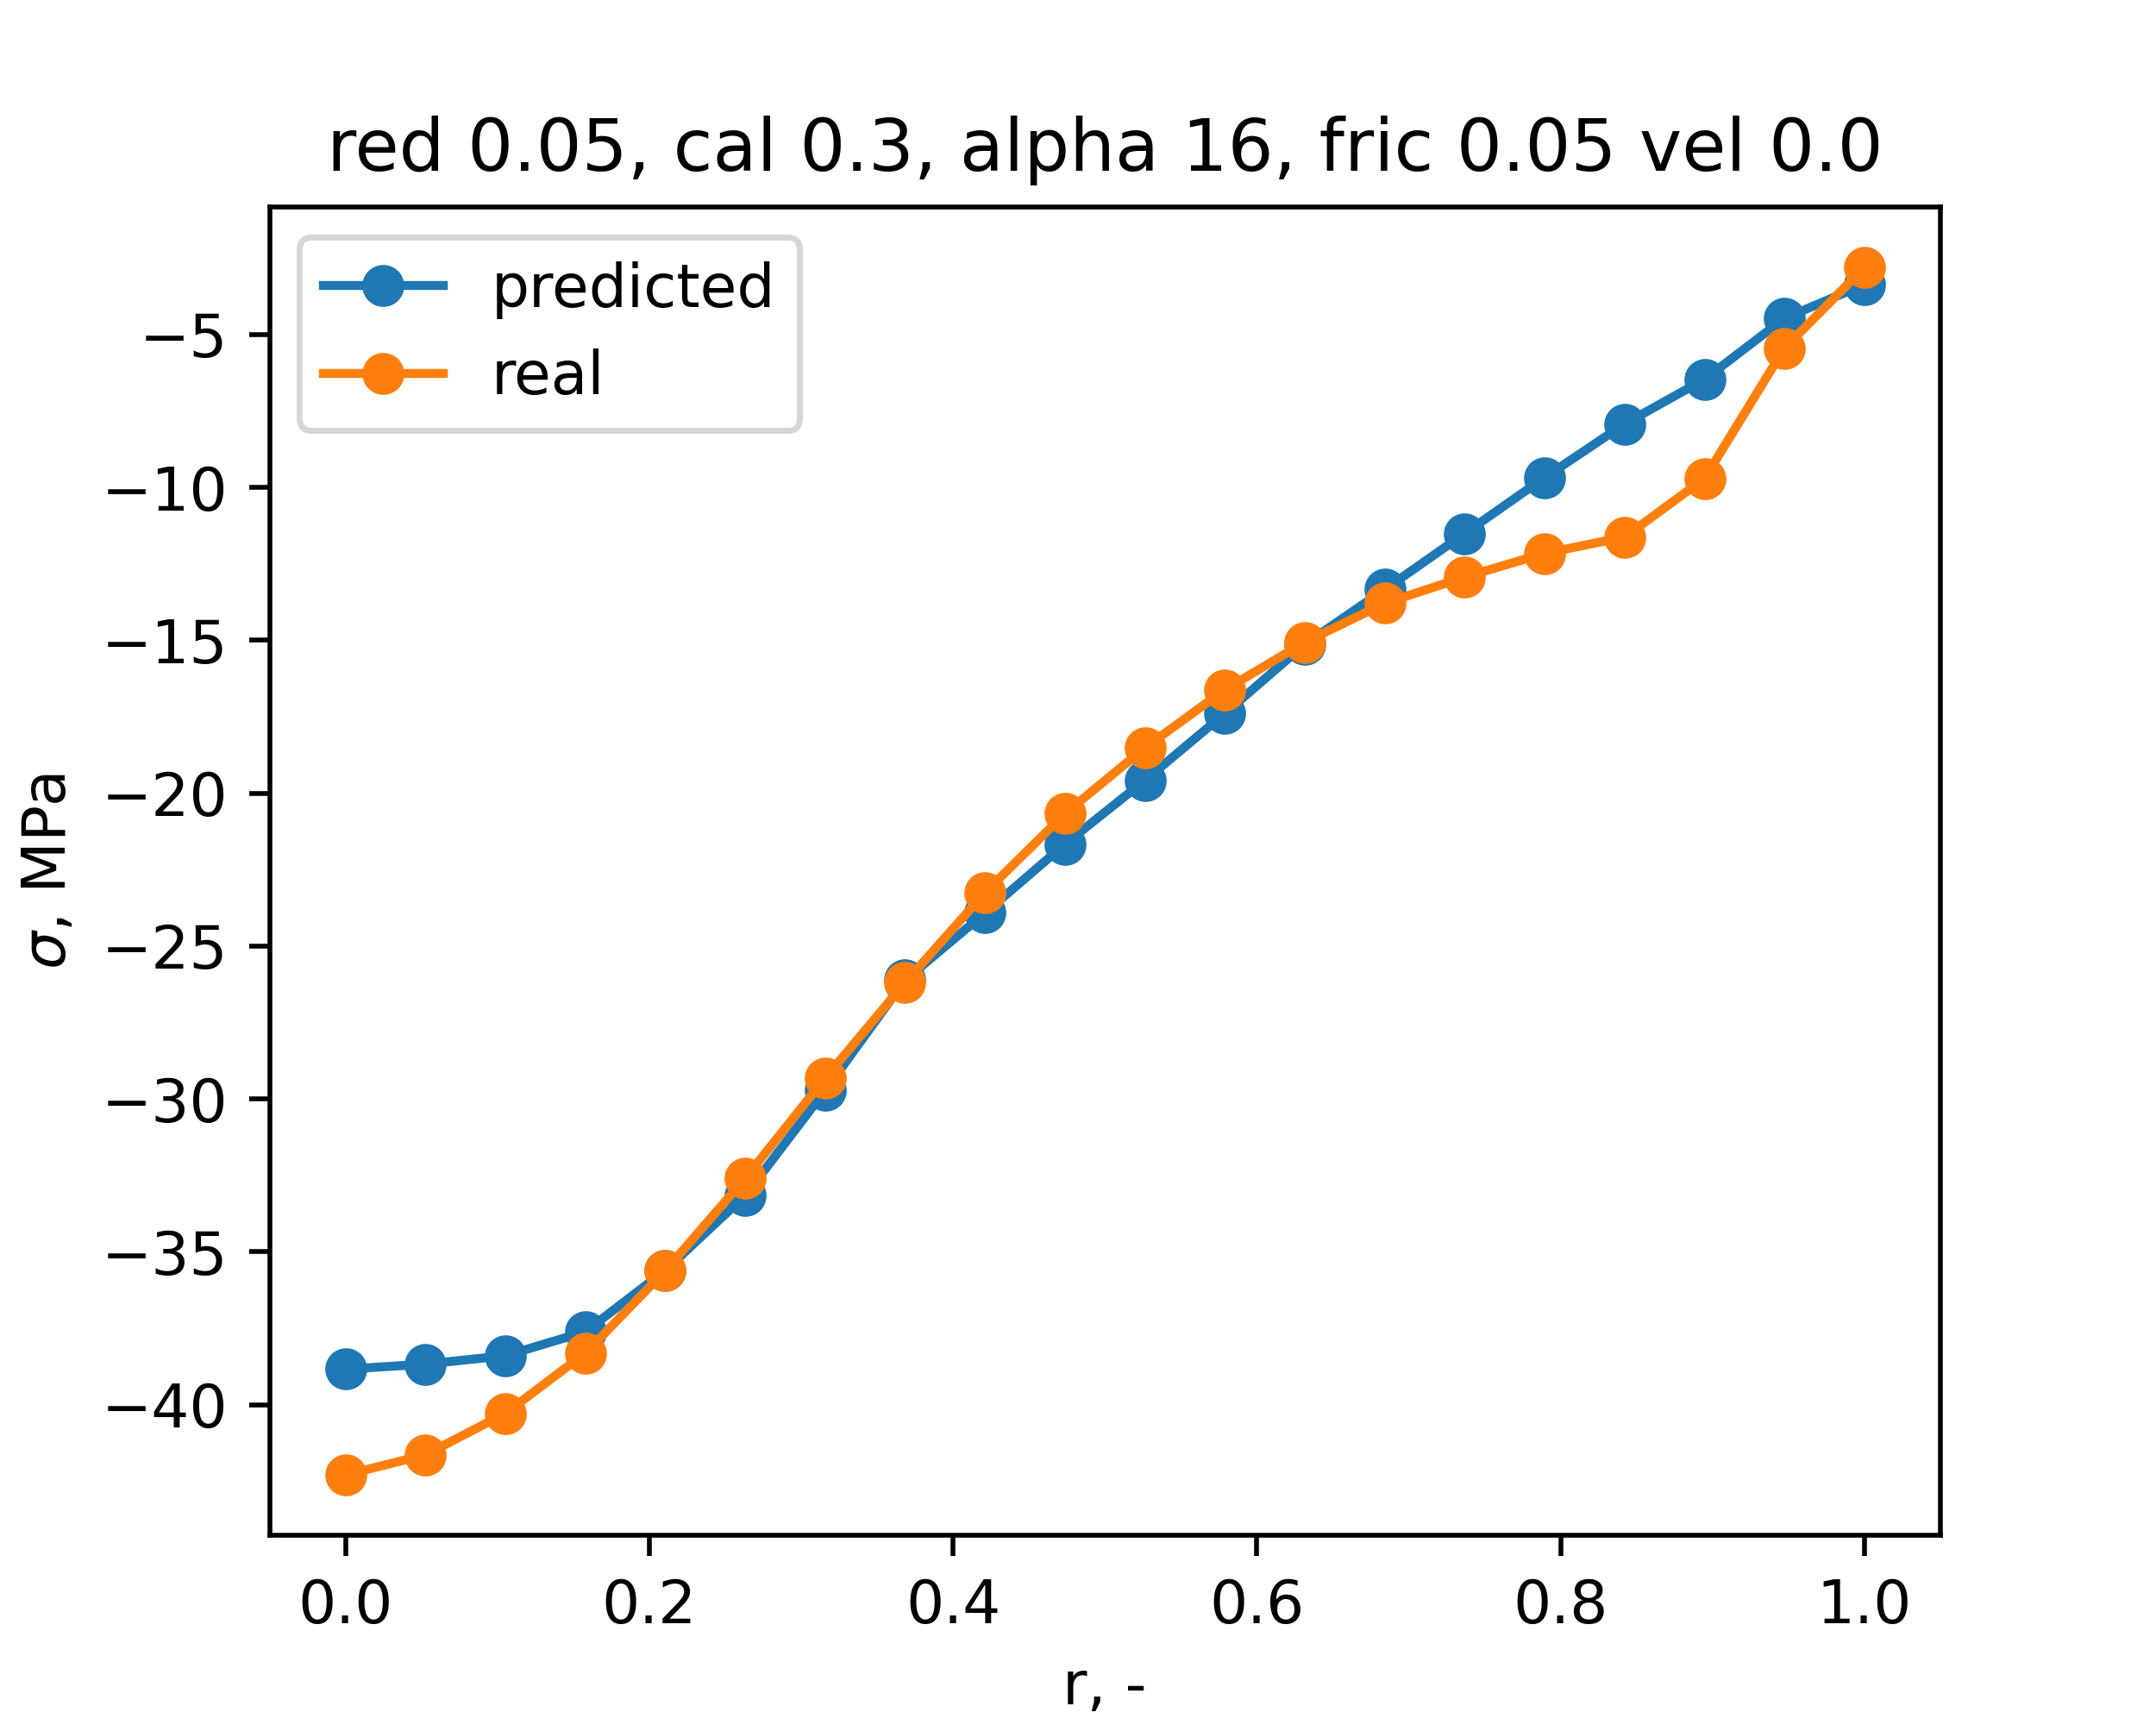 red 0.05, cal 0.3, alpha 16, fric 0.05 vel 0.0
predicted
real
−5
−10
−15
−20
−25
−30
−35
−40
σ, MPa
0.0 0.2 0.4 0.6 0.8 1.0
r, -